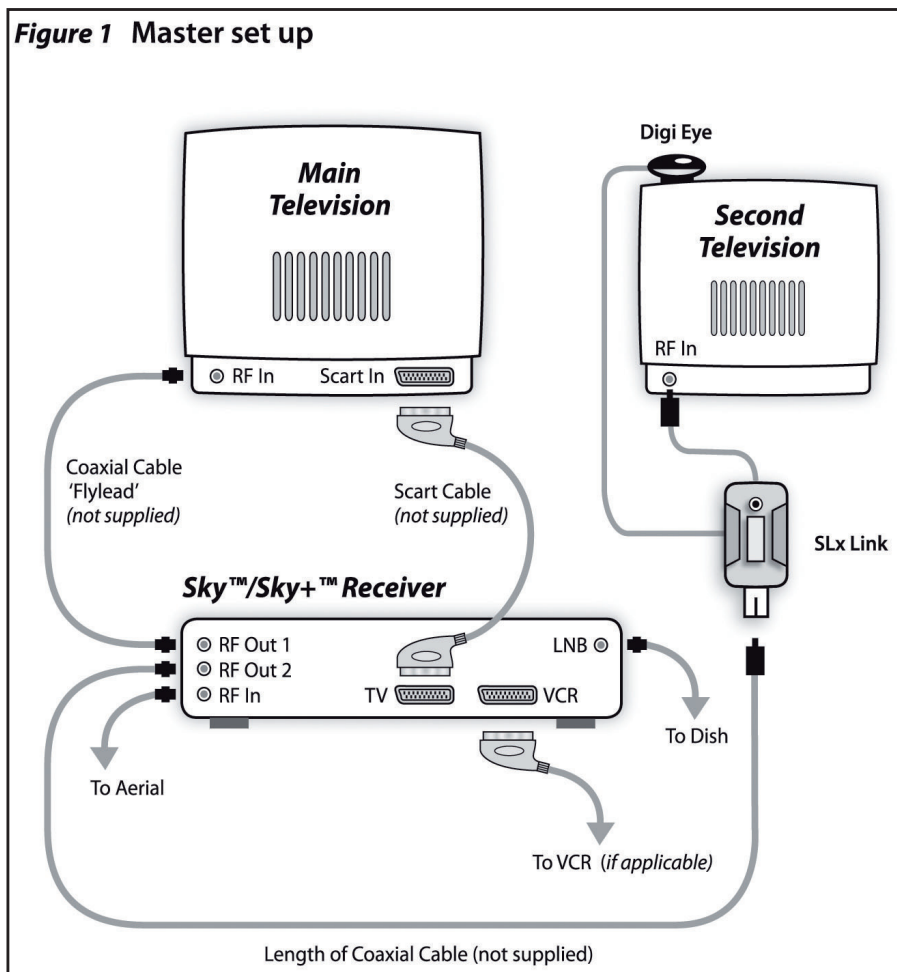 Figure 1 Master set up
Digi Eye
Main
Television
Second
Television
RF In
RF In
Scart In
Coaxial Cable
'Flylead'
(not supplied)
Scart Cable
(not supplied)
SLx Link
Sky™/Sky+™ Receiver
RF Out 1
RF Out 2
RF In
TV
VCR
LNB
To Aerial
To Dish
To VCR (if applicable)
Length of Coaxial Cable (not supplied)